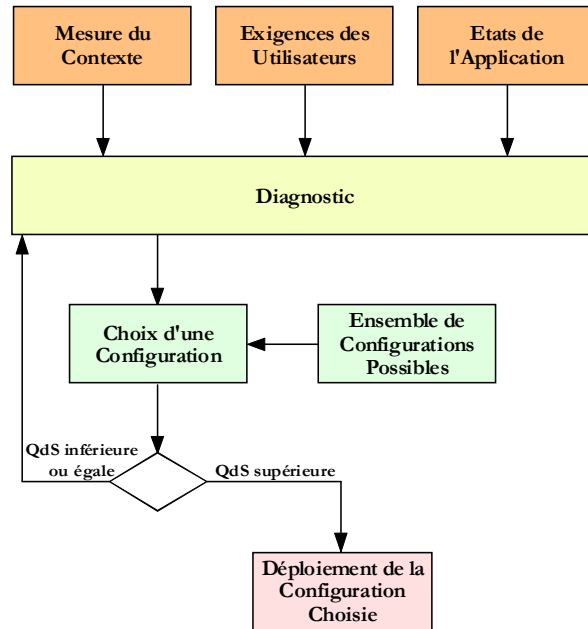 Mesure du
Contexte
Exigences des
Utilisateurs
Etats de
l'Application
Diagnostic
Choix d'une
Configuration
Ensemble de
Configurations
Possibles
QdS inférieure
ou égale
QdS supérieure
Déploiement de la
Configuration
Choisie